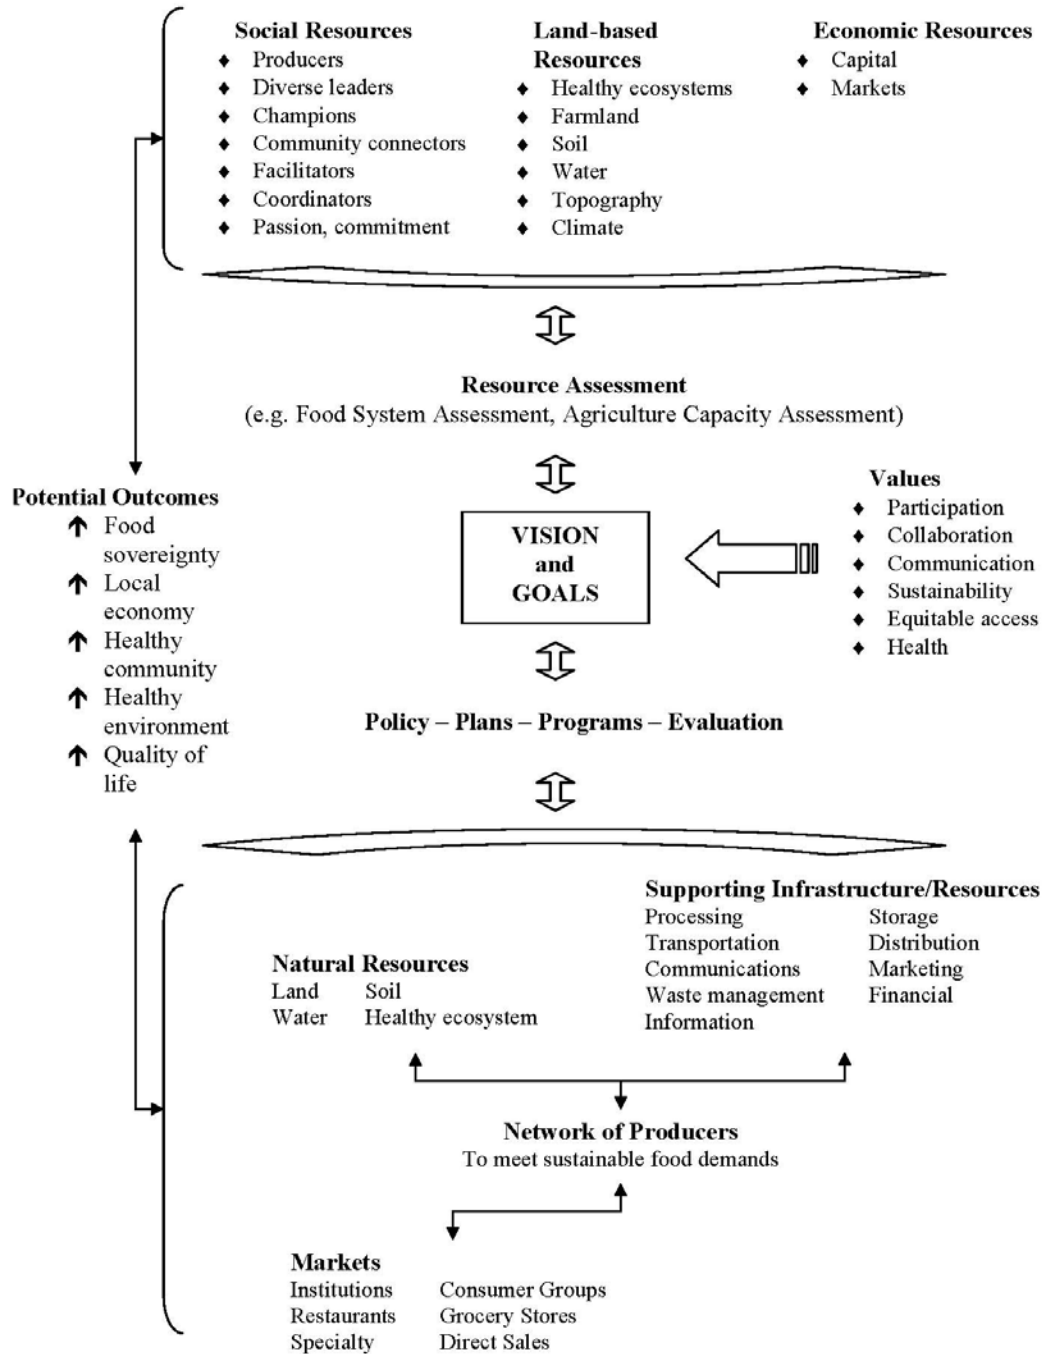 Social Resources
♦ Producers
♦ Diverse leaders
♦ Champions
♦ Community connectors
♦ Facilitators
♦ Coordinators
♦ Passion, commitment
Land-based
Resources
♦ Healthy ecosystems
♦ Farmland
♦ Soil
♦ Water
♦ Topography
♦ Climate
Economic Resources
♦ Capital
♦ Markets
Resource Assessment
(e.g. Food System Assessment, Agriculture Capacity Assessment)
Potential Outcomes
Food
sovereignty
Local
economy
Healthy
community
Healthy
environment
Quality of
life
VISION
and
GOALS
Values
♦ Participation
♦ Collaboration
♦ Communication
♦ Sustainability
♦ Equitable access
♦ Health
Policy – Plans – Programs – Evaluation
Natural Resources
Land Soil
Water Healthy ecosystem
Supporting Infrastructure/Resources
Processing Storage
Transportation Distribution
Communications Marketing
Waste management Financial
Information
Network of Producers
To meet sustainable food demands
Markets
Institutions Consumer Groups
Restaurants Grocery Stores
Specialty Direct Sales